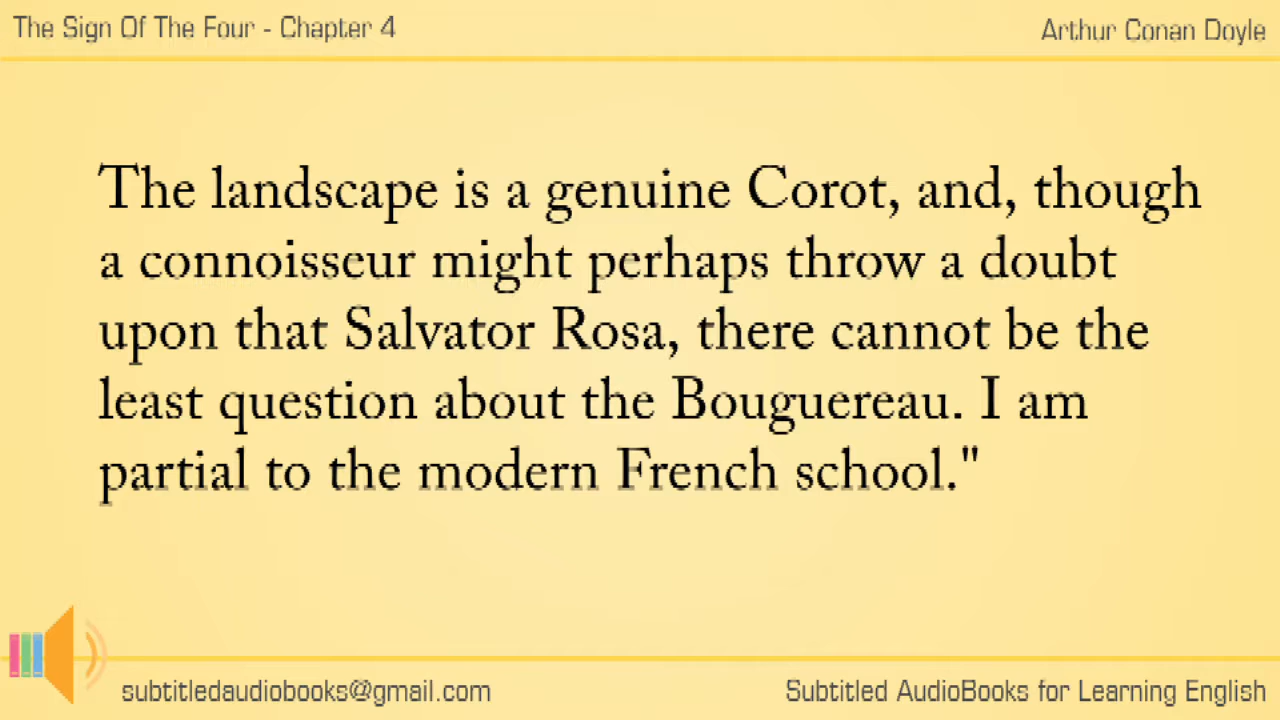 The Sign Of The Four - Chapter 4
Arthur Conan Doyle
The landscape is a genuine Corot, and, though
a connoisseur might perhaps throw a doubt
upon that Salvator Rosa, there cannot be the
least question about the Bouguereau. I am
partial to the modern French school."
subtitledaudiobooks@gmail.com
Subtitled AudioBooks for Learning English